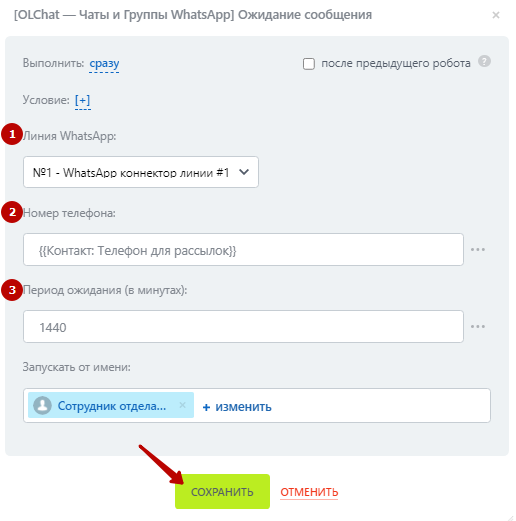 [OLChat — Чаты и Группы WhatsApp] Ожидание сообщения ×
Выполнить: сразу после предыдущего робота ?
Условие: [+]
1 Линия WhatsApp:
№1 - WhatsApp коннектор линии #1
2 Номер телефона:
{{Контакт: Телефон для рассылок}} •••
3 Период ожидания (в минутах):
1440 •••
Запускать от имени:
Сотрудник отдела... × + изменить
СОХРАНИТЬ ОТМЕНИТЬ